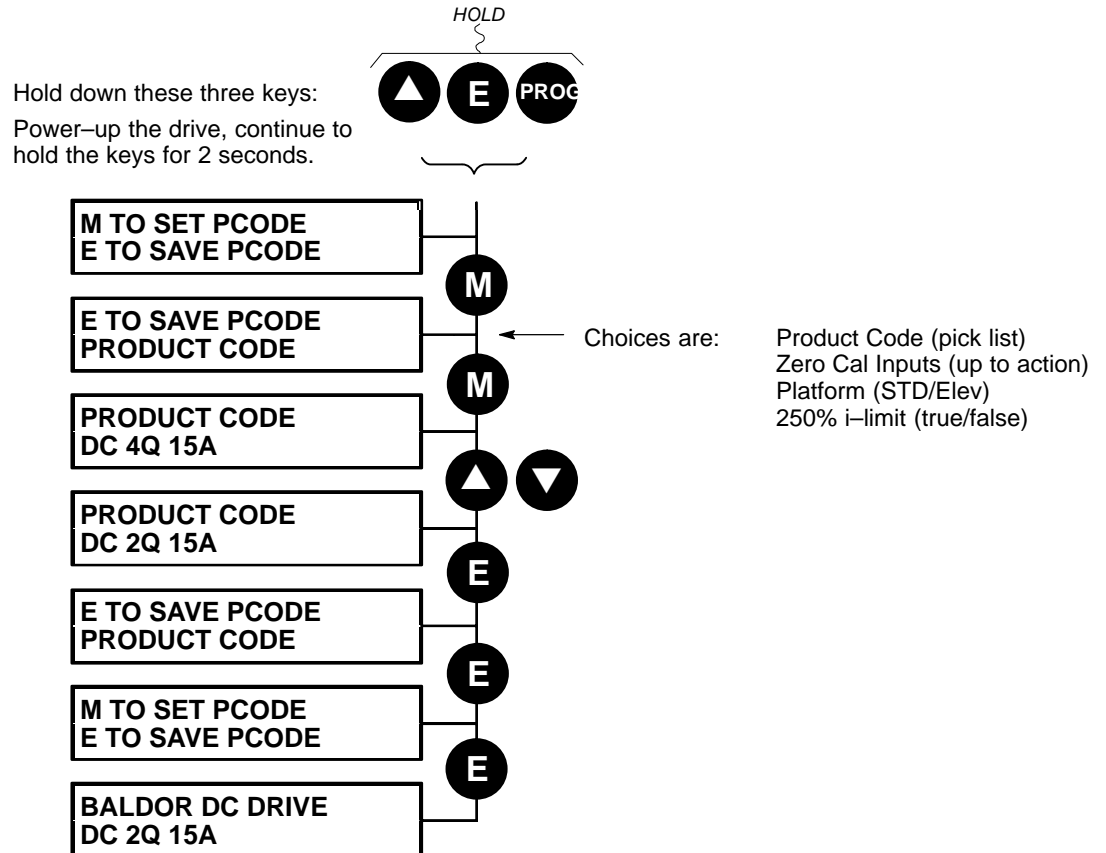 HOLD
Hold down these three keys:
▲ E PROG
Power–up the drive, continue to
hold the keys for 2 seconds.
M TO SET PCODE
E TO SAVE PCODE
M
E TO SAVE PCODE
PRODUCT CODE
Choices are: Product Code (pick list)
Zero Cal Inputs (up to action)
Platform (STD/Elev)
250% i–limit (true/false)
M
PRODUCT CODE
DC 4Q 15A
▲ ▼
PRODUCT CODE
DC 2Q 15A
E
E TO SAVE PCODE
PRODUCT CODE
E
M TO SET PCODE
E TO SAVE PCODE
E
BALDOR DC DRIVE
DC 2Q 15A